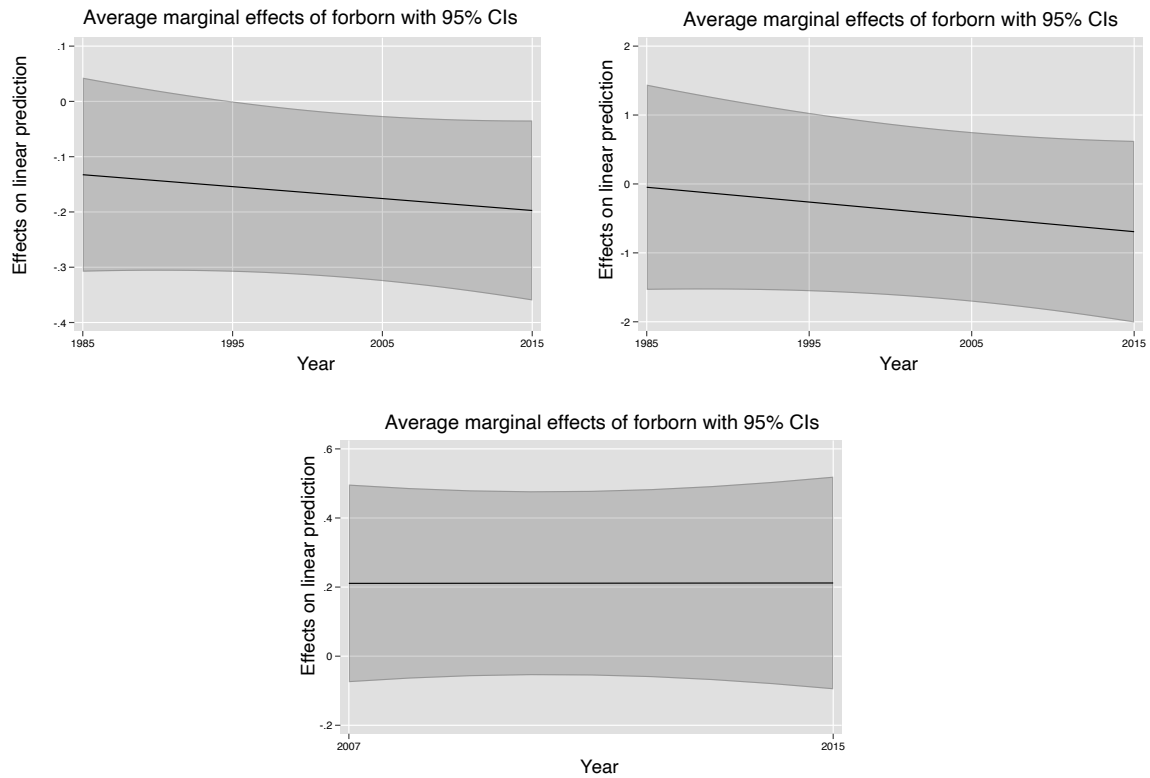 Average marginal effects of forborn with 95% CIs
Effects on linear prediction
.1
0
-.1
-.2
-.3
-.4
1985
1995
2005
2015
Year
Average marginal effects of forborn with 95% CIs
Effects on linear prediction
2
1
0
-1
-2
1985
1995
2005
2015
Year
Average marginal effects of forborn with 95% CIs
Effects on linear prediction
.6
.4
.2
0
-.2
2007
2015
Year